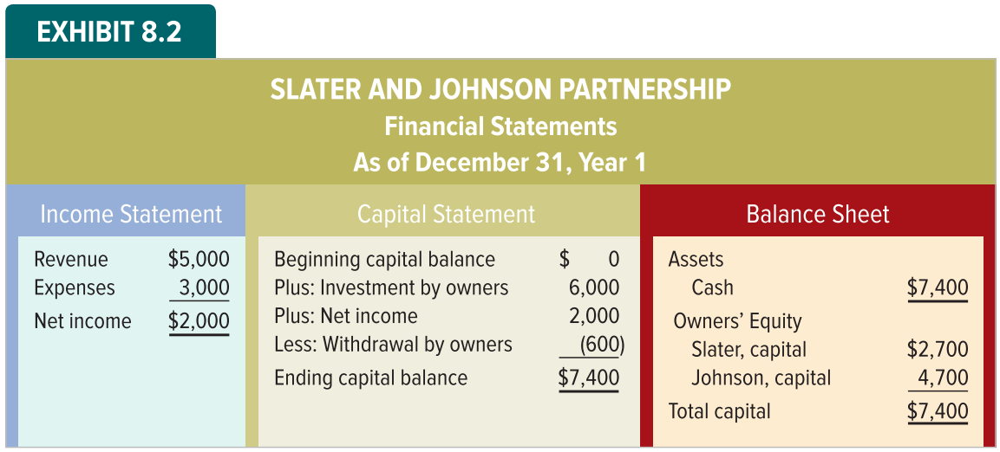 EXHIBIT 8.2
SLATER AND JOHNSON PARTNERSHIP
Financial Statements
As of December 31, Year 1
Income Statement
Revenue $5,000
Expenses 3,000
Net income $2,000
Capital Statement
Beginning capital balance $ 0
Plus: Investment by owners 6,000
Plus: Net income 2,000
Less: Withdrawal by owners (600)
Ending capital balance $7,400
Balance Sheet
Assets
Cash $7,400
Owners’ Equity
Slater, capital $2,700
Johnson, capital 4,700
Total capital $7,400